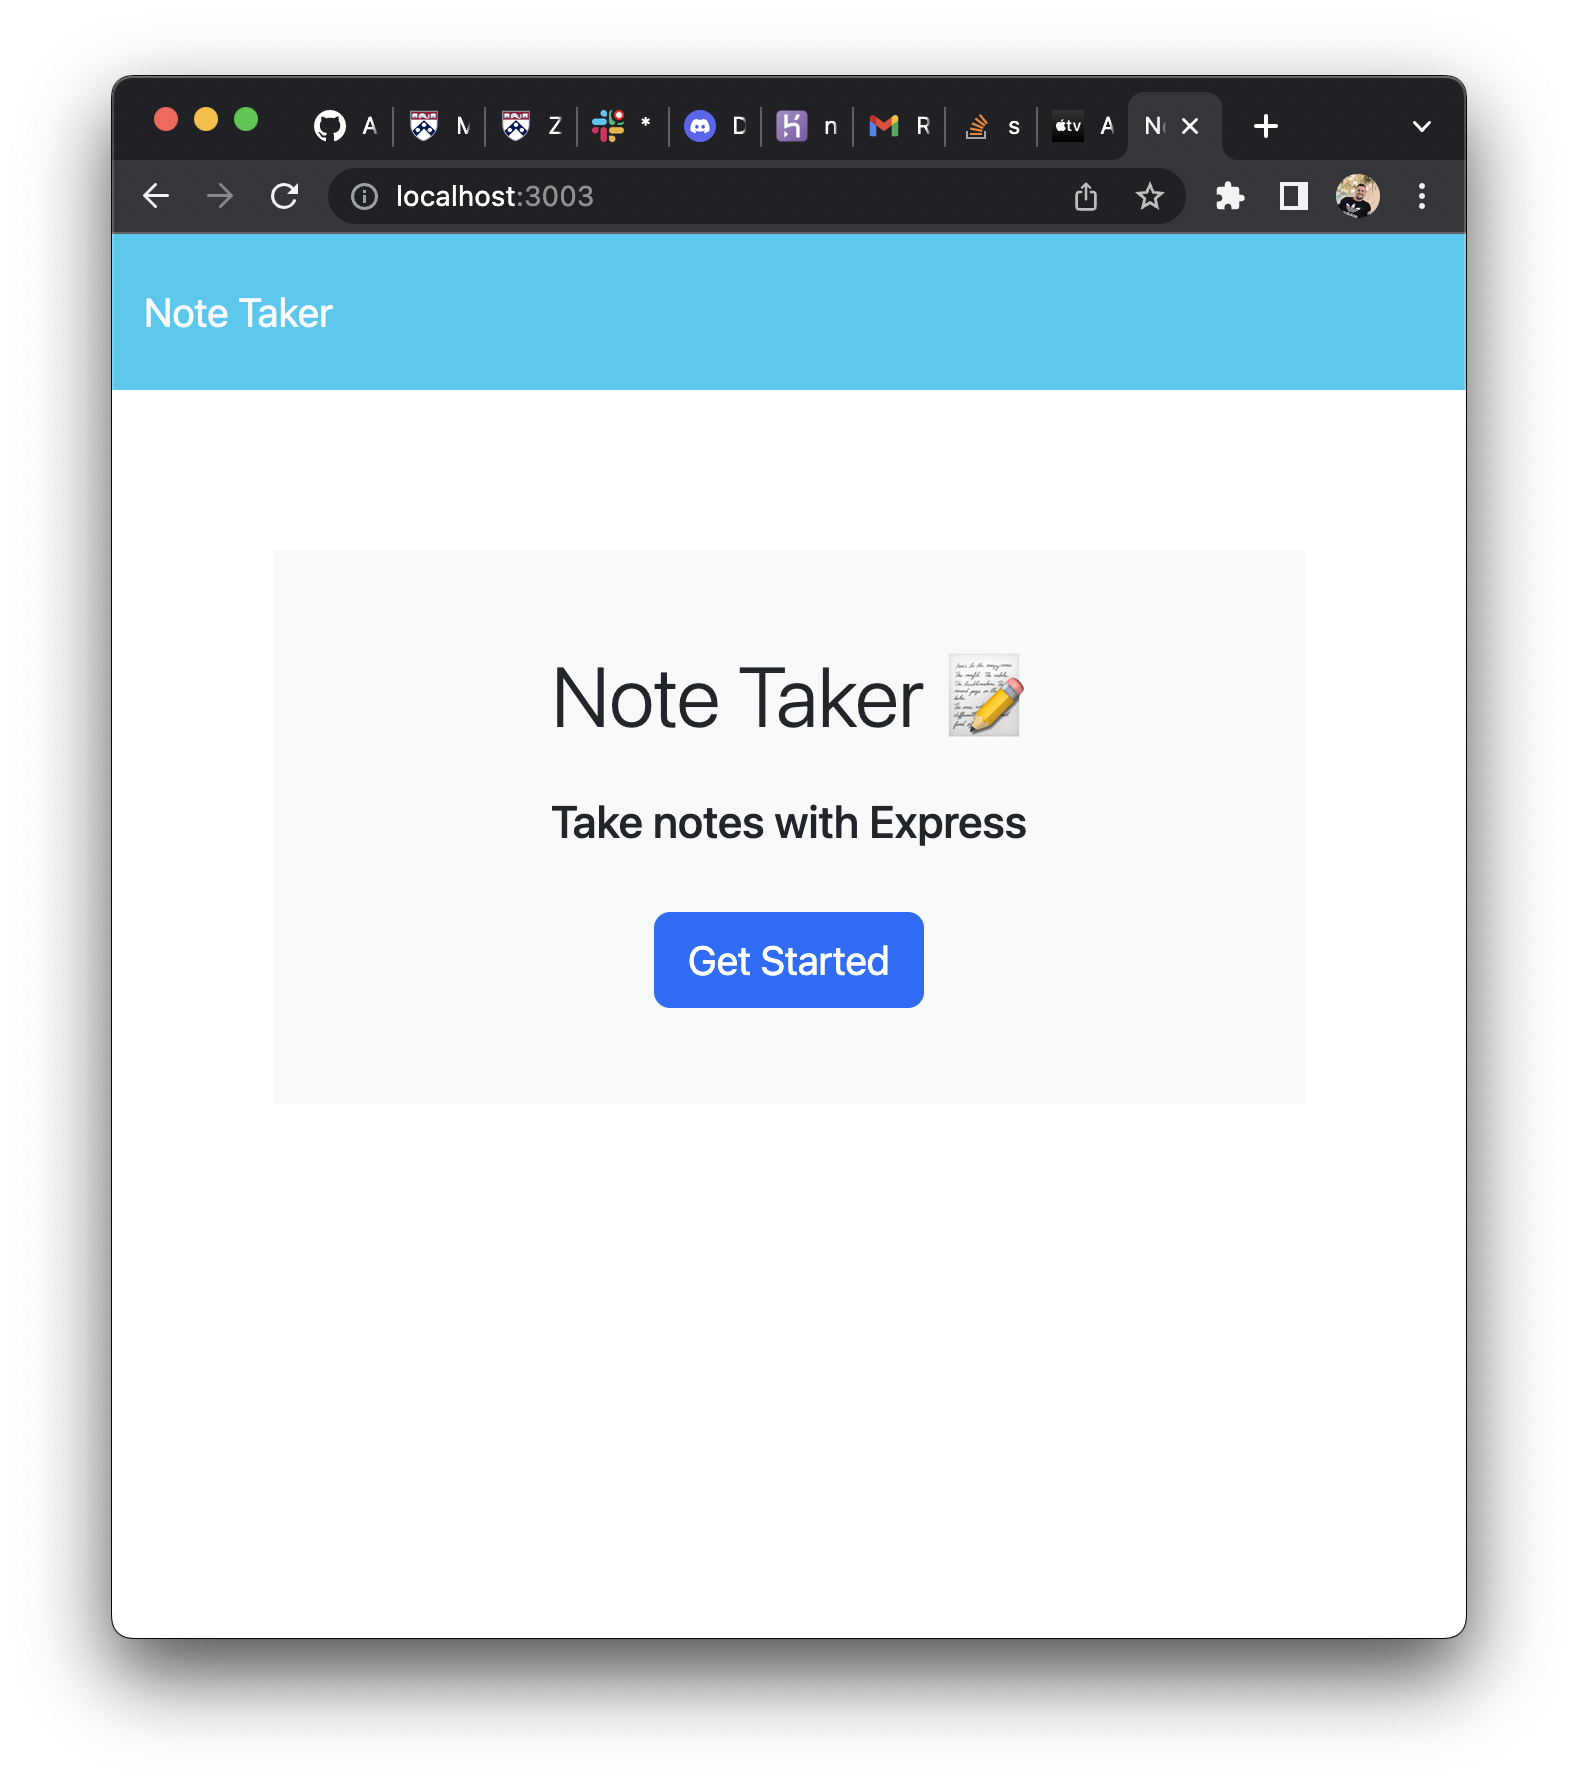 A M Z * D n R s tv A N
localhost:3003
Note Taker
Note Taker
Take notes with Express
Get Started